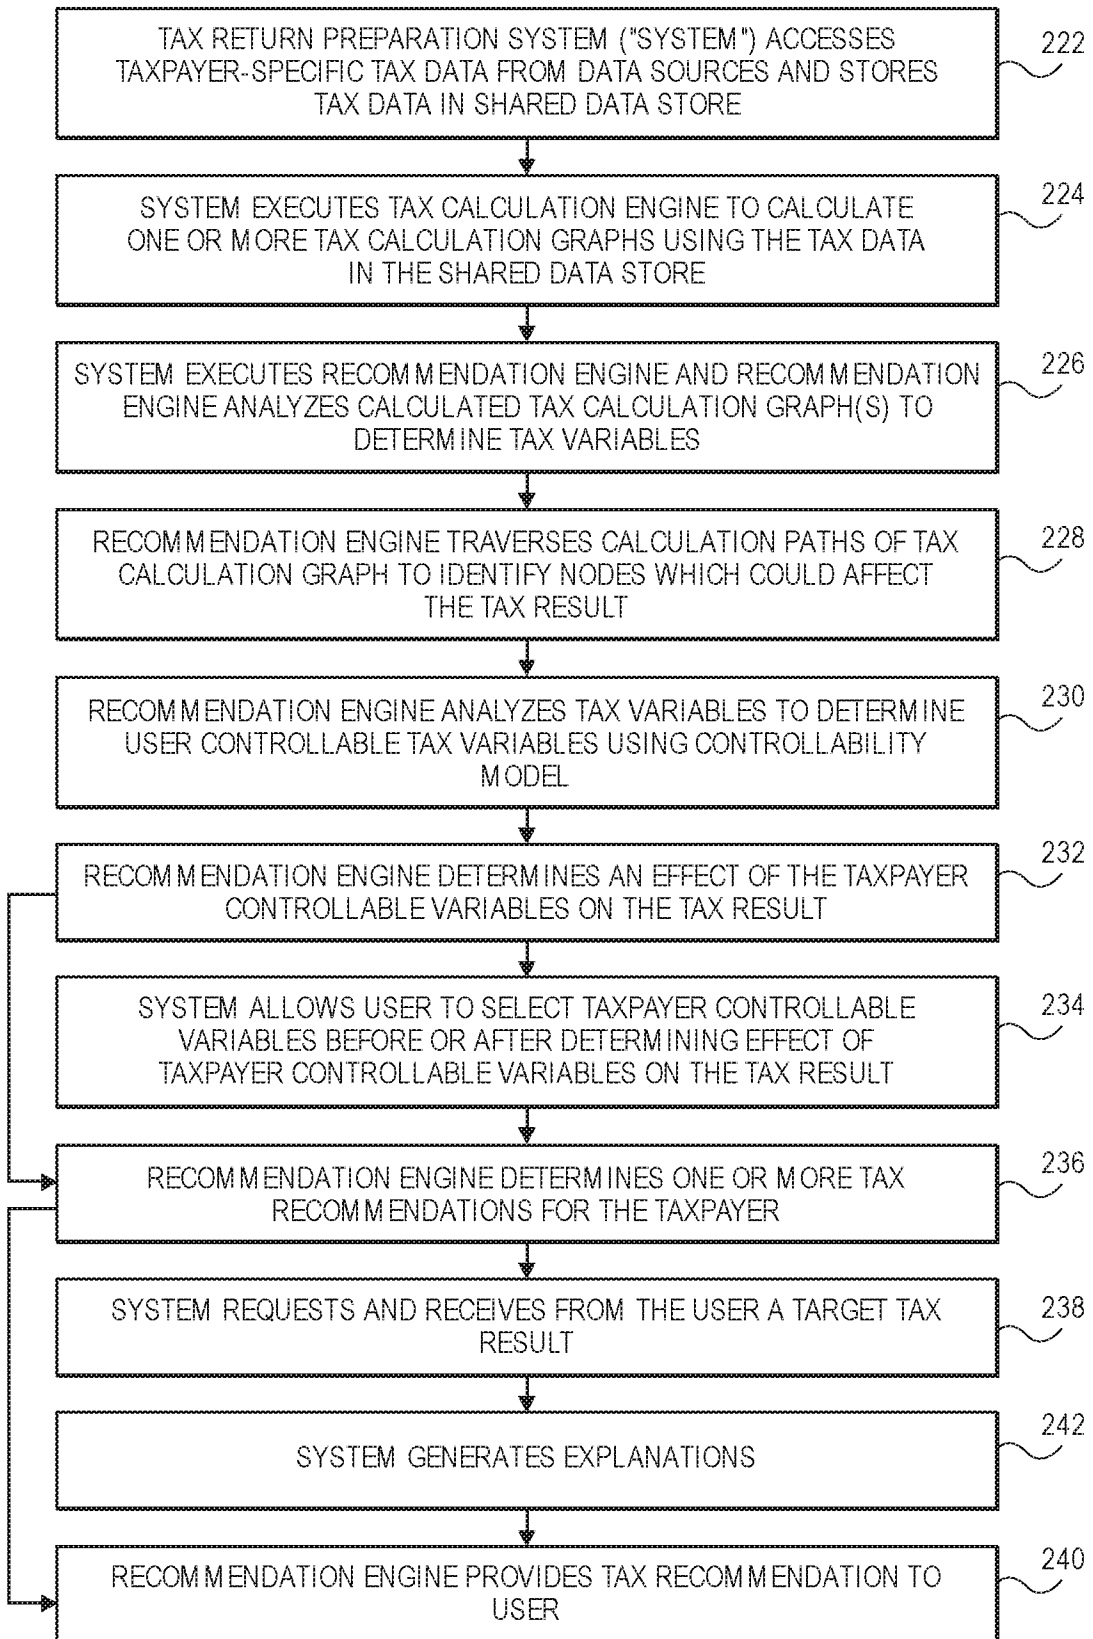 TAX RETURN PREPARATION SYSTEM ("SYSTEM") ACCESSES
TAXPAYER-SPECIFIC TAX DATA FROM DATA SOURCES AND STORES
TAX DATA IN SHARED DATA STORE
222
SYSTEM EXECUTES TAX CALCULATION ENGINE TO CALCULATE
ONE OR MORE TAX CALCULATION GRAPHS USING THE TAX DATA
IN THE SHARED DATA STORE
224
SYSTEM EXECUTES RECOMMENDATION ENGINE AND RECOMMENDATION
ENGINE ANALYZES CALCULATED TAX CALCULATION GRAPH(S) TO
DETERMINE TAX VARIABLES
226
RECOMMENDATION ENGINE TRAVERSES CALCULATION PATHS OF TAX
CALCULATION GRAPH TO IDENTIFY NODES WHICH COULD AFFECT
THE TAX RESULT
228
RECOMMENDATION ENGINE ANALYZES TAX VARIABLES TO DETERMINE
USER CONTROLLABLE TAX VARIABLES USING CONTROLLABILITY
MODEL
230
RECOMMENDATION ENGINE DETERMINES AN EFFECT OF THE TAXPAYER
CONTROLLABLE VARIABLES ON THE TAX RESULT
232
SYSTEM ALLOWS USER TO SELECT TAXPAYER CONTROLLABLE
VARIABLES BEFORE OR AFTER DETERMINING EFFECT OF
TAXPAYER CONTROLLABLE VARIABLES ON THE TAX RESULT
234
RECOMMENDATION ENGINE DETERMINES ONE OR MORE TAX
RECOMMENDATIONS FOR THE TAXPAYER
236
SYSTEM REQUESTS AND RECEIVES FROM THE USER A TARGET TAX
RESULT
238
SYSTEM GENERATES EXPLANATIONS
242
RECOMMENDATION ENGINE PROVIDES TAX RECOMMENDATION TO
USER
240